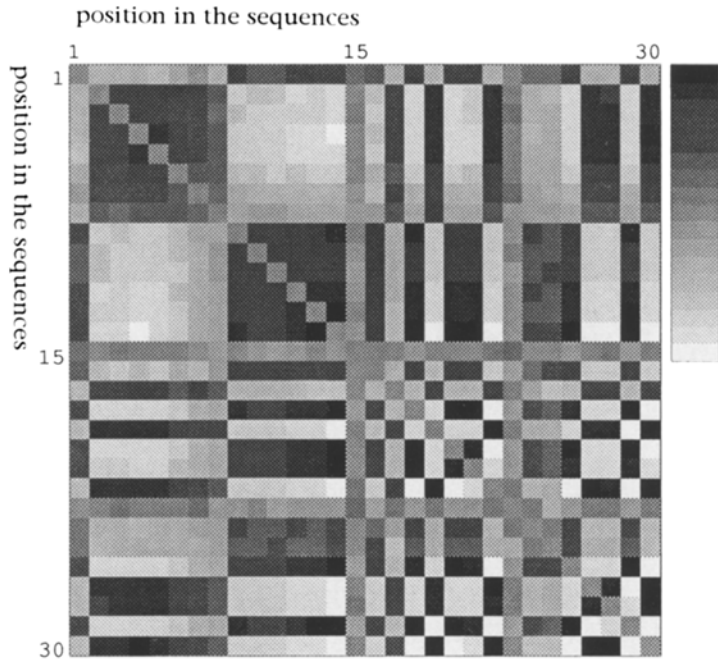 position in the sequences
1 15 30
position in the sequences
1
15
30